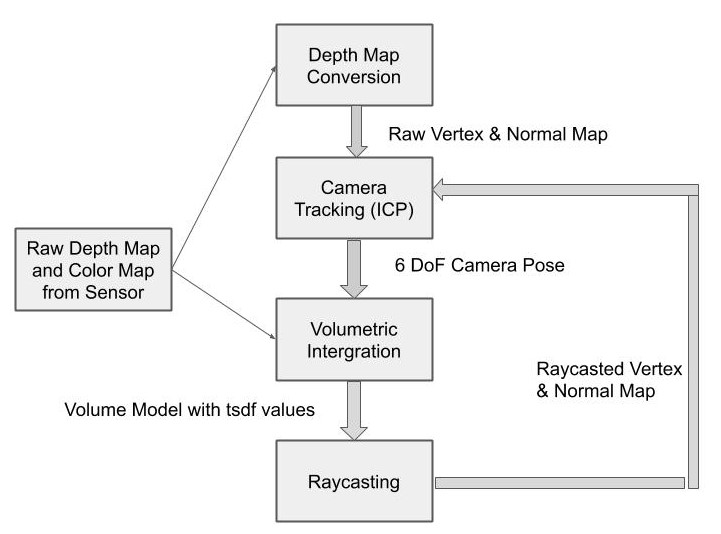 Depth Map
Conversion
Raw Vertex & Normal Map
Camera
Tracking (ICP)
Raw Depth Map
and Color Map
from Sensor
6 DoF Camera Pose
Volumetric
Intergration
Raycasted Vertex
& Normal Map
Volume Model with tsdf values
Raycasting